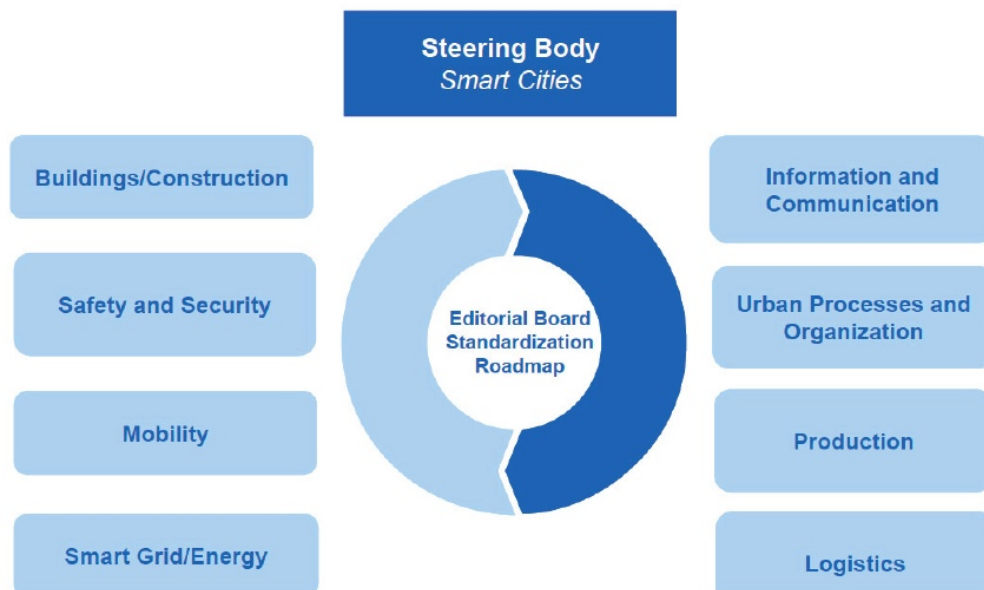 Steering Body
Smart Cities
Buildings/Construction
Safety and Security
Mobility
Smart Grid/Energy
Editorial Board
Standardization
Roadmap
Information and
Communication
Urban Processes and
Organization
Production
Logistics